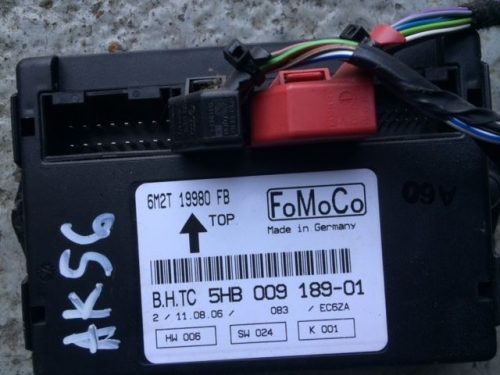 6M2T 19980 FB
FoMoCo
TOP
Made in Germany
B.H.TC 5HB 009 189-01
2 / 11.08.06 / 083 / EC6ZA
HW 006 SW 024 K 001
AK56
A60